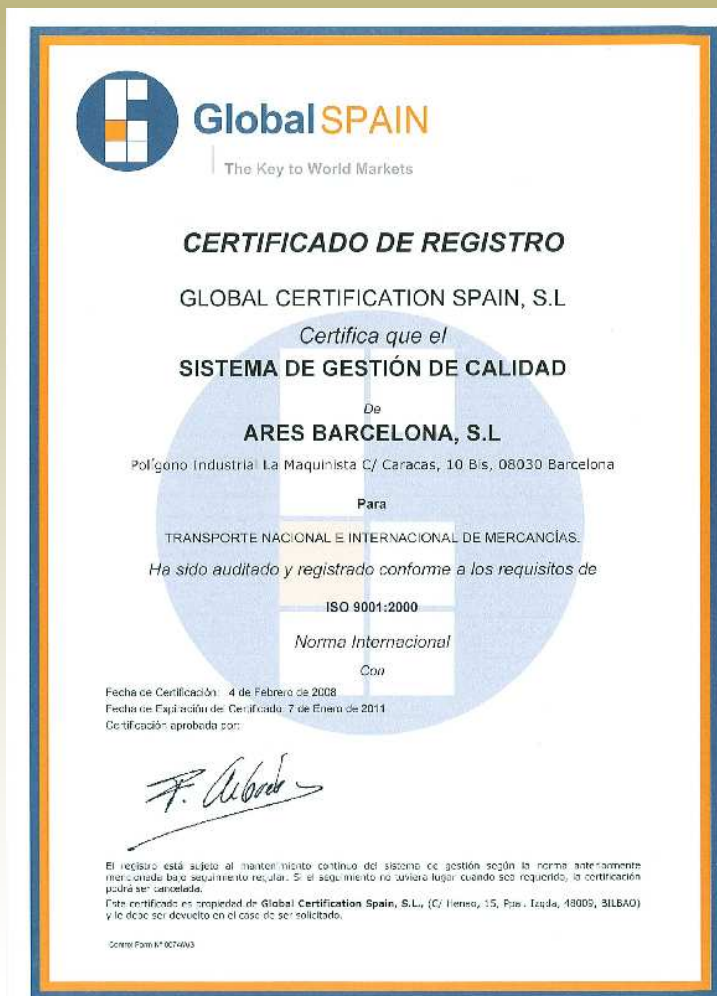 Global SPAIN
The Key to World Markets
CERTIFICADO DE REGISTRO
GLOBAL CERTIFICATION SPAIN, S.L
Certifica que el
SISTEMA DE GESTIÓN DE CALIDAD
De
ARES BARCELONA, S.L
Polígono Industrial La Maquinista C/ Caracas, 10 Bis, 08030 Barcelona
Para
TRANSPORTE NACIONAL E INTERNACIONAL DE MERCANCÍAS.
Ha sido auditado y registrado conforme a los requisitos de
ISO 9001:2000
Norma Internacional
Con
Fecha de Certificación: 4 de Febrero de 2008
Fecha de Expiración del Certificado: 7 de Enero de 2011
Certificación aprobada por:
El registro está sujeto al mantenimiento continuo del sistema de gestión según la norma anteriormente
mencionada bajo seguimiento regular. Si el seguimiento no tuviera lugar cuando sea requerido, la certificación
podrá ser cancelada.
Este certificado es propiedad de Global Certification Spain, S.L., (C/ Henao, 15, Ppal. Izqda, 48009, BILBAO)
y le debe ser devuelto en el caso de ser solicitado.
Control Form Nº